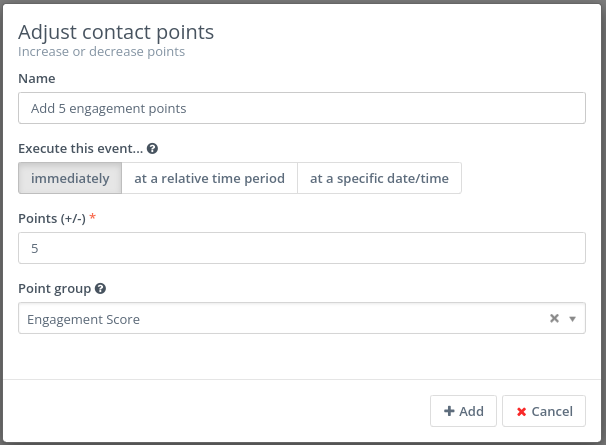 Adjust contact points
Increase or decrease points
Name
Add 5 engagement points
Execute this event...
immediately at a relative time period at a specific date/time
Points (+/-) *
5
Point group
Engagement Score
Add Cancel